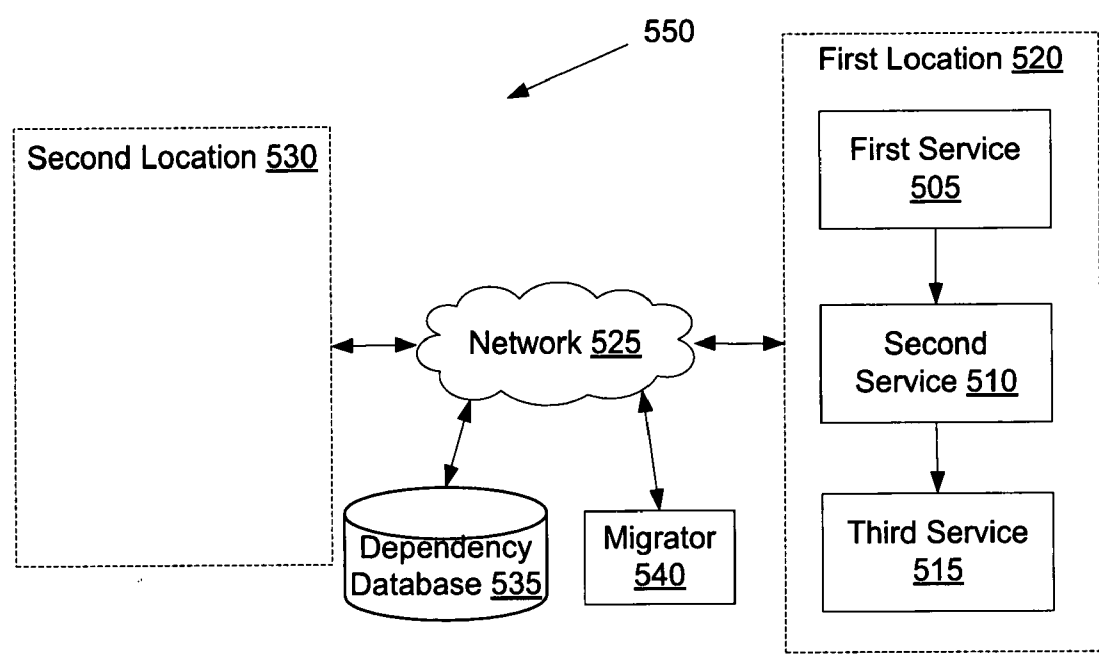 550
First Location 520
First Service
505
Second Location 530
Second
Service 510
Network 525
Third Service
515
Dependency
Database 535
Migrator
540